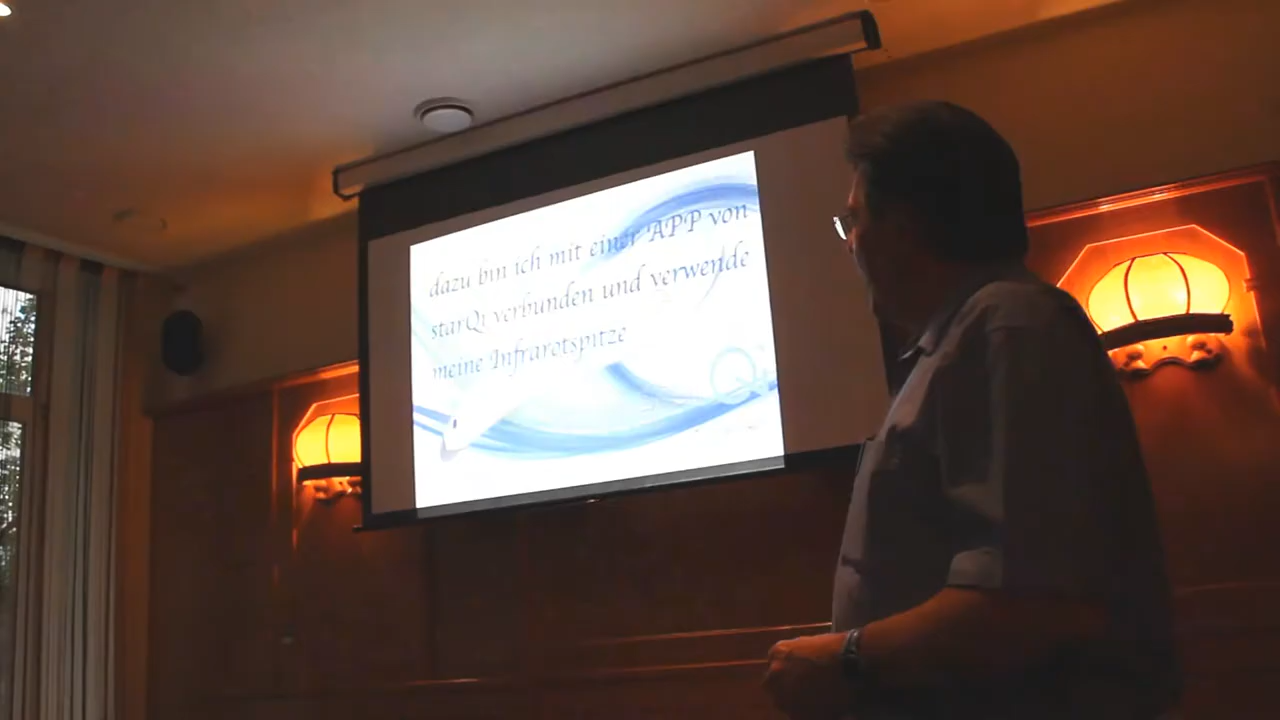 dazu bin ich mit einer APP von
starQi verbunden und verwende
meine Infrarotspitze